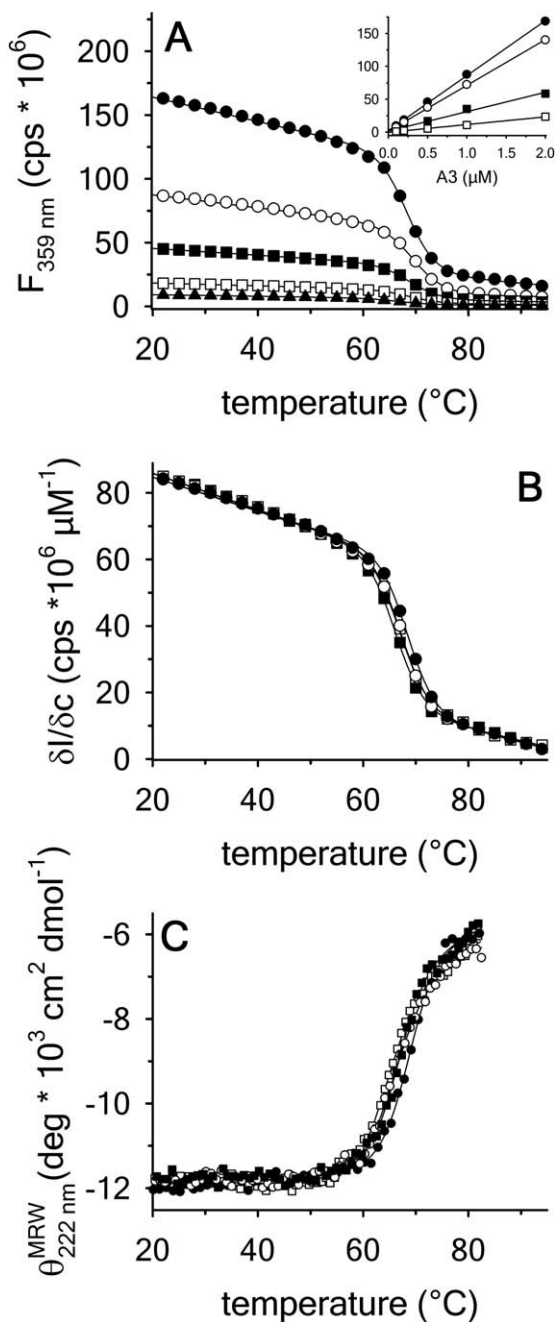 A
F359 nm (cps * 10^6)
200
150
100
50
0
20 40 60 80
temperature (°C)
150
100
50
0.0 0.5 1.0 1.5 2.0
A3 (µM)
B
δI/δc (cps *10^6 µM^-1)
80
60
40
20
0
20 40 60 80
temperature (°C)
C
θ^MRW 222 nm (deg * 10^3 cm^2 dmol^-1)
-6
-8
-10
-12
20 40 60 80
temperature (°C)